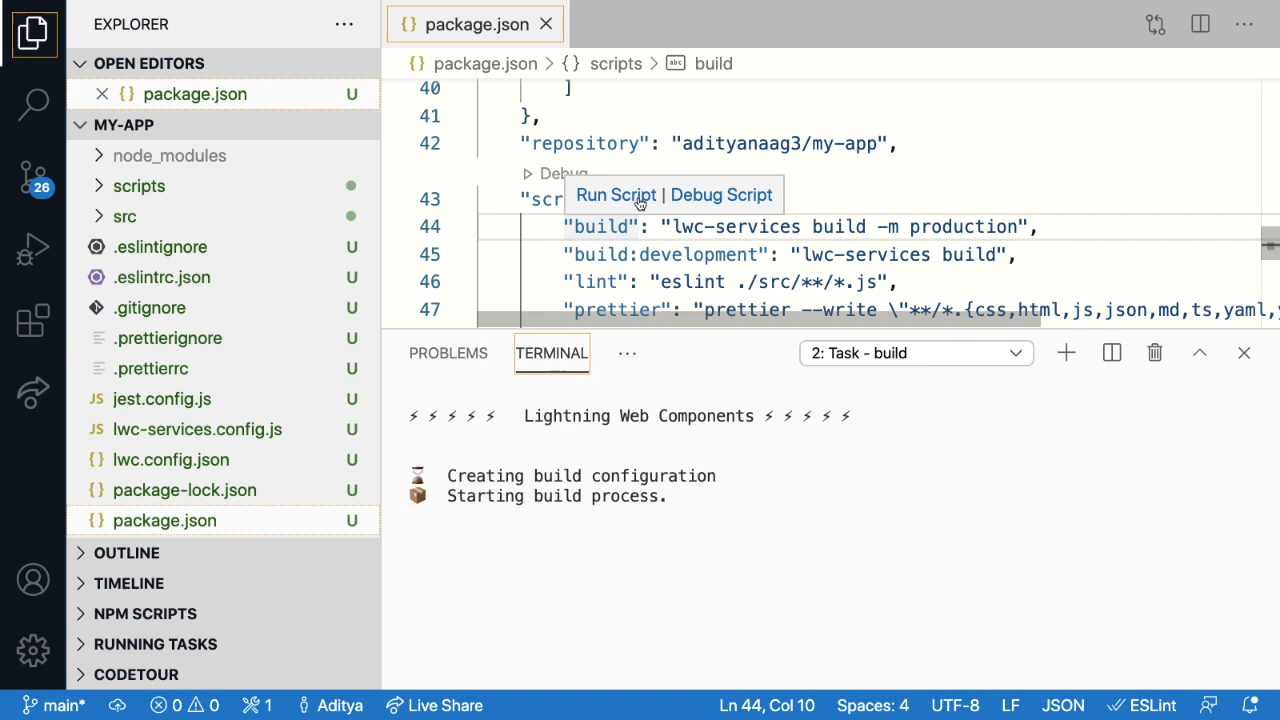 EXPLORER
OPEN EDITORS
package.json U
MY-APP
node_modules
scripts
src
.eslintignore U
.eslintrc.json U
.gitignore U
.prettierignore U
.prettierrc U
JS jest.config.js U
JS lwc-services.config.js U
{} lwc.config.json U
{} package-lock.json U
{} package.json U
OUTLINE
TIMELINE
NPM SCRIPTS
RUNNING TASKS
CODETOUR
26
{} package.json
{} package.json > {} scripts > abc build
40 ]
41 },
42 "repository": "adityanaag3/my-app",
Debug
Run Script | Debug Script
43 "scr
44 "build": "lwc-services build -m production",
45 "build:development": "lwc-services build",
46 "lint": "eslint ./src/**/*.js",
47 "prettier": "prettier --write \"**/*.{css,html,js,json,md,ts,yaml,y
PROBLEMS TERMINAL ··· 2: Task - build
⚡ ⚡ ⚡ ⚡ ⚡ Lightning Web Components ⚡ ⚡ ⚡ ⚡ ⚡
⏳ Creating build configuration
📦 Starting build process.
main* 0 0 1 Aditya Live Share Ln 44, Col 10 Spaces: 4 UTF-8 LF JSON ESLint